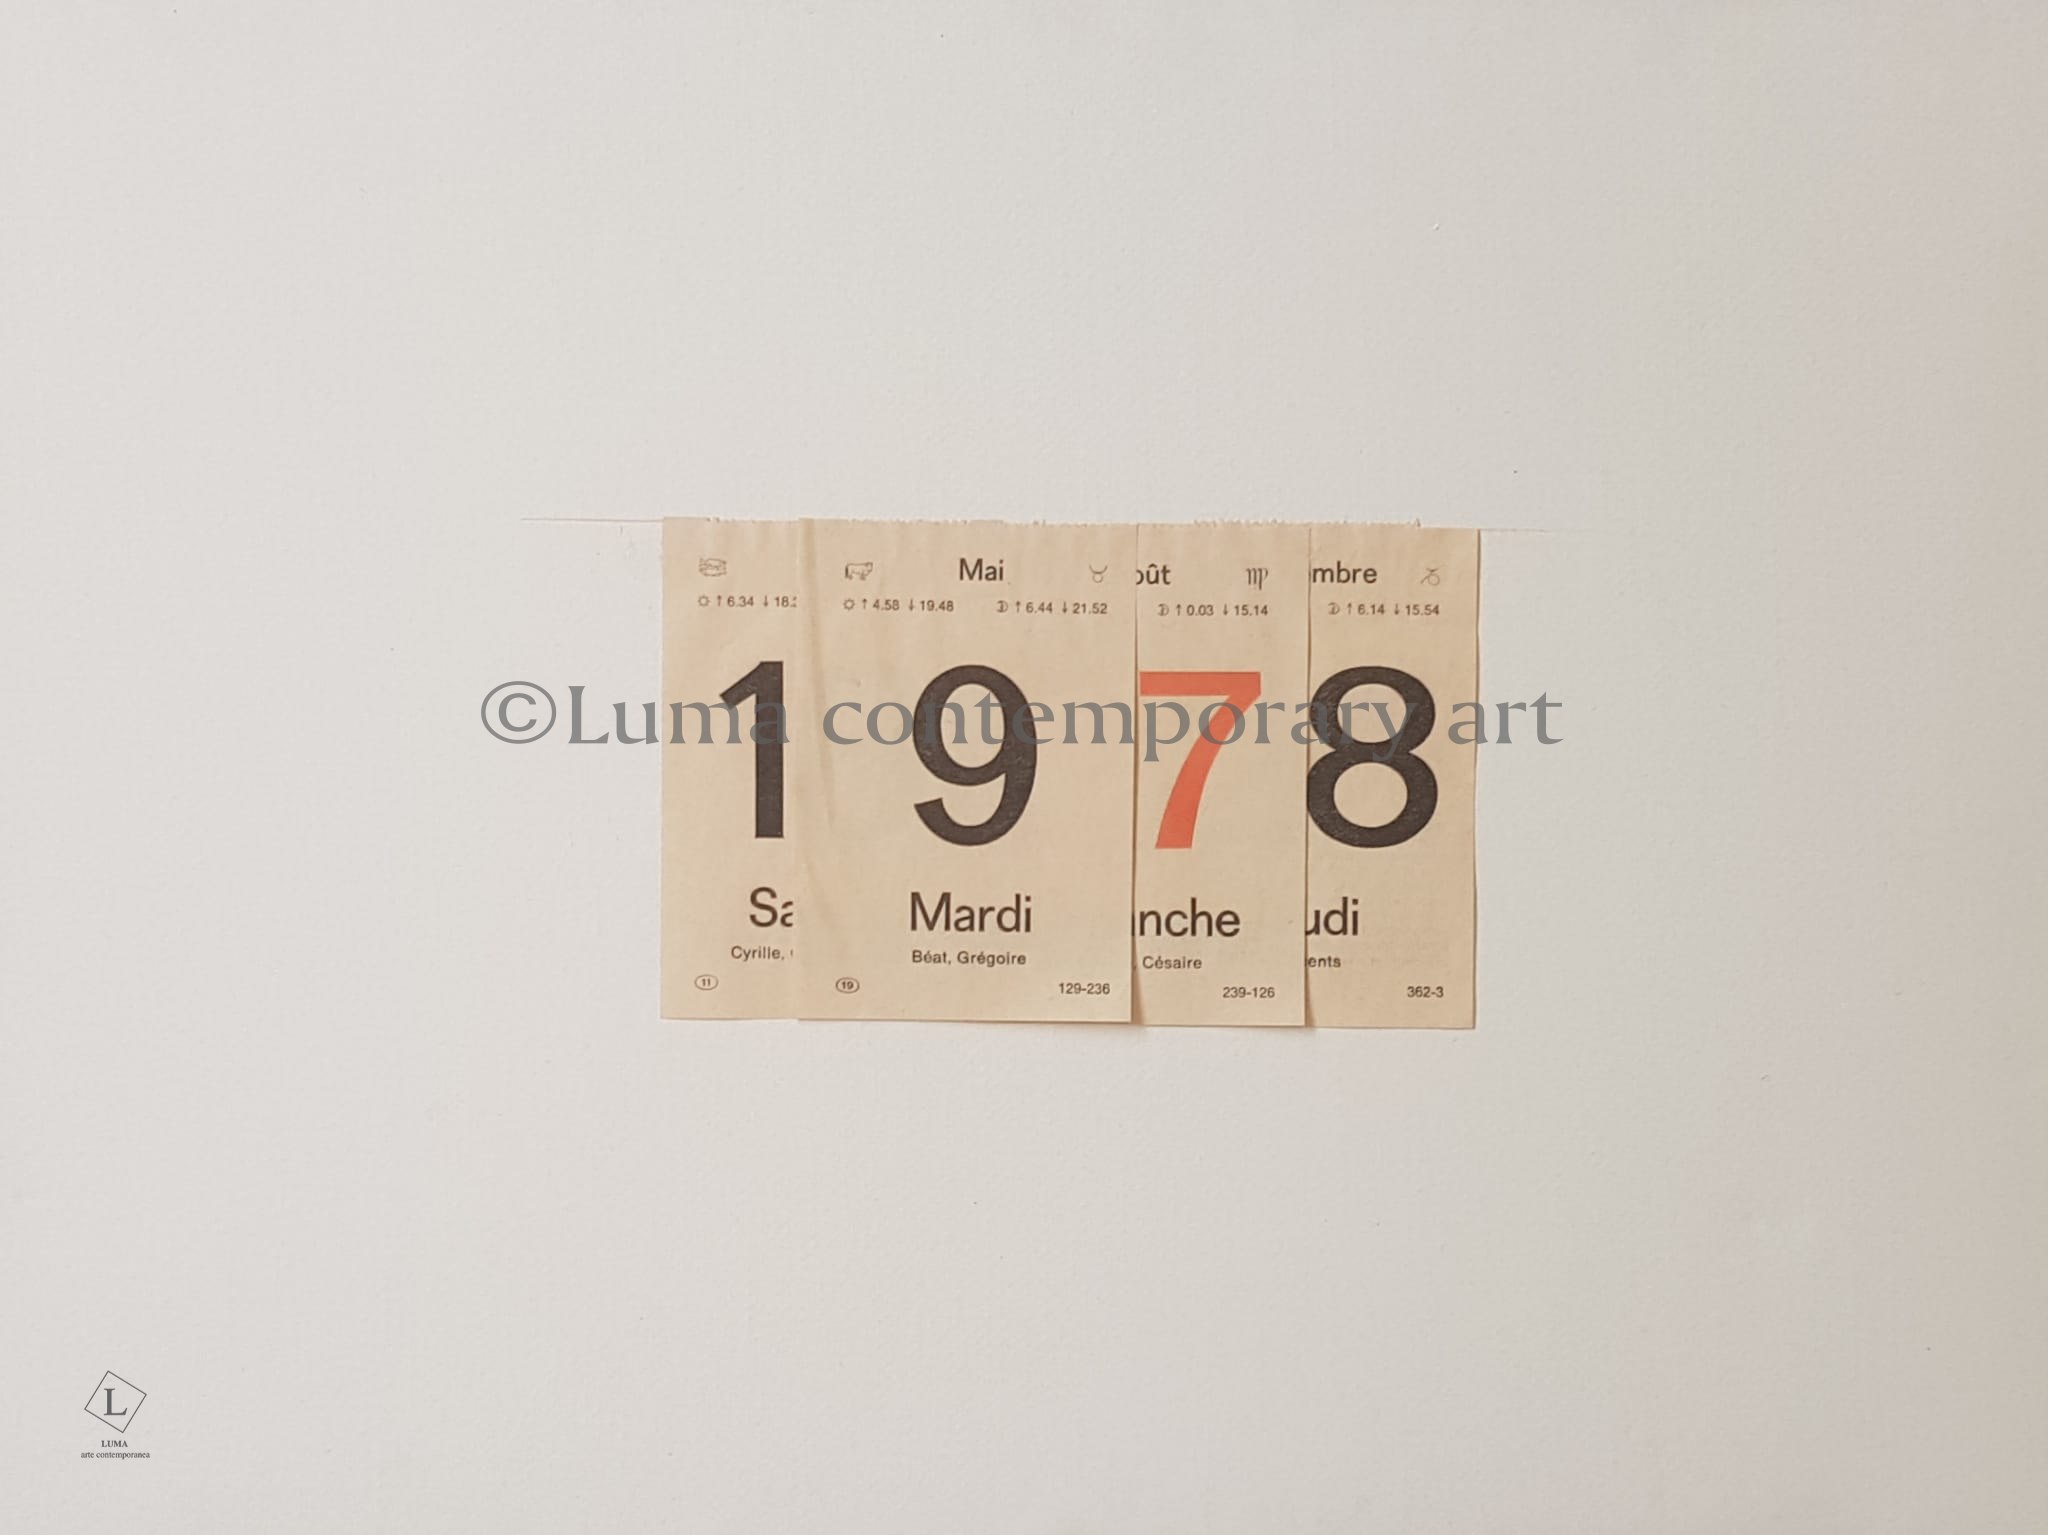 Mai
oût
mbre
↑6.34 ↓18.
↑4.58 ↓19.48
↑6.44 ↓21.52
↑0.03 ↓15.14
↑6.14 ↓15.54
1
9
7
8
©Luma contemporary art
Sa
Mardi
nche
udi
Cyrille,
Béat, Grégoire
, Césaire
ents
11
19
129-236
239-126
362-3
L
LUMA
arte contemporanea